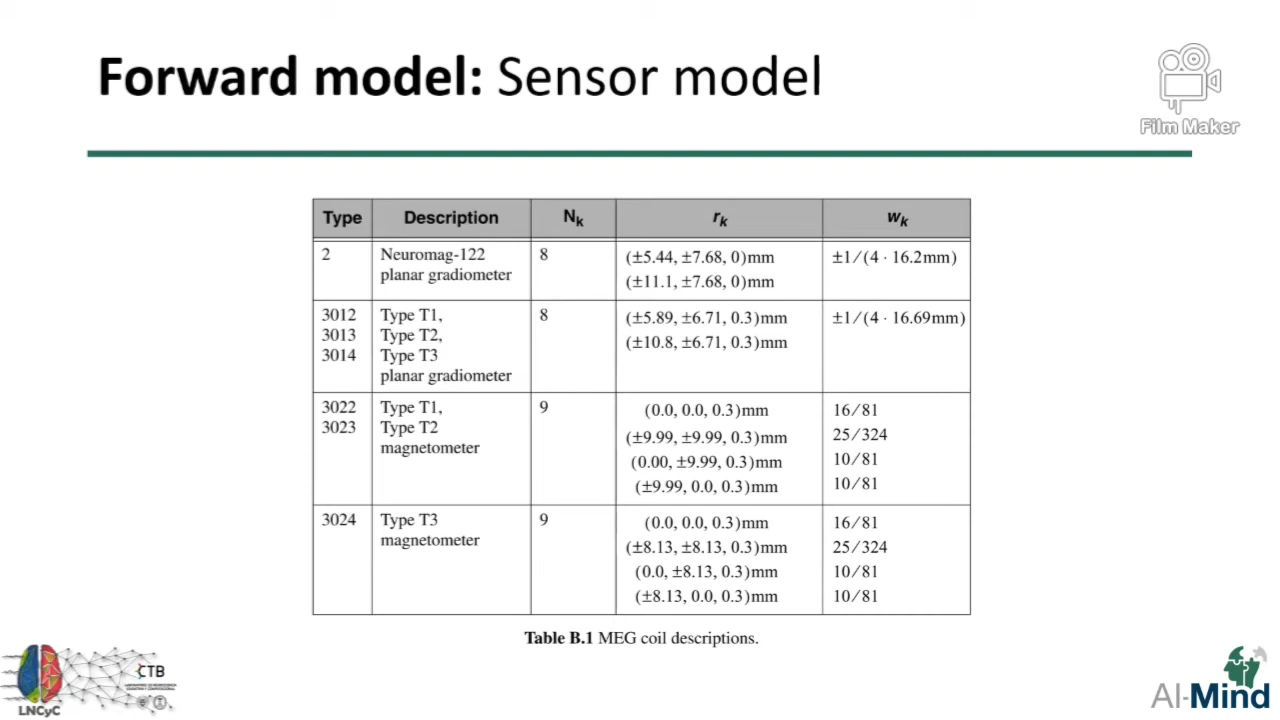 Forward model: Sensor model
Film Maker
Type Description Nk rk wk
2 Neuromag-122 8 (±5.44, ±7.68, 0)mm ±1/(4 · 16.2mm)
planar gradiometer (±11.1, ±7.68, 0)mm
3012 Type T1, 8 (±5.89, ±6.71, 0.3)mm ±1/(4 · 16.69mm)
3013 Type T2, (±10.8, ±6.71, 0.3)mm
3014 Type T3
planar gradiometer
3022 Type T1, 9 (0.0, 0.0, 0.3)mm 16/81
3023 Type T2 (±9.99, ±9.99, 0.3)mm 25/324
magnetometer (0.00, ±9.99, 0.3)mm 10/81
(±9.99, 0.0, 0.3)mm 10/81
3024 Type T3 9 (0.0, 0.0, 0.3)mm 16/81
magnetometer (±8.13, ±8.13, 0.3)mm 25/324
(0.0, ±8.13, 0.3)mm 10/81
(±8.13, 0.0, 0.3)mm 10/81
Table B.1 MEG coil descriptions.
CTB
LNCyC
AI-Mind